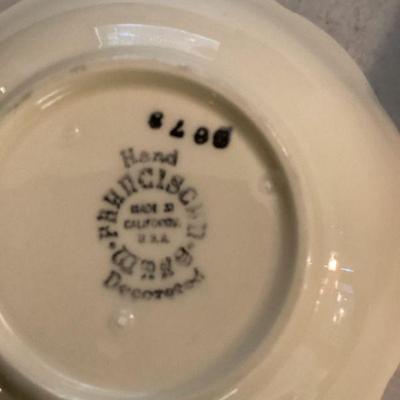 Hand
FRANCISCAN
MADE IN
CALIFORNIA
U.S.A.
WARE
Decorated